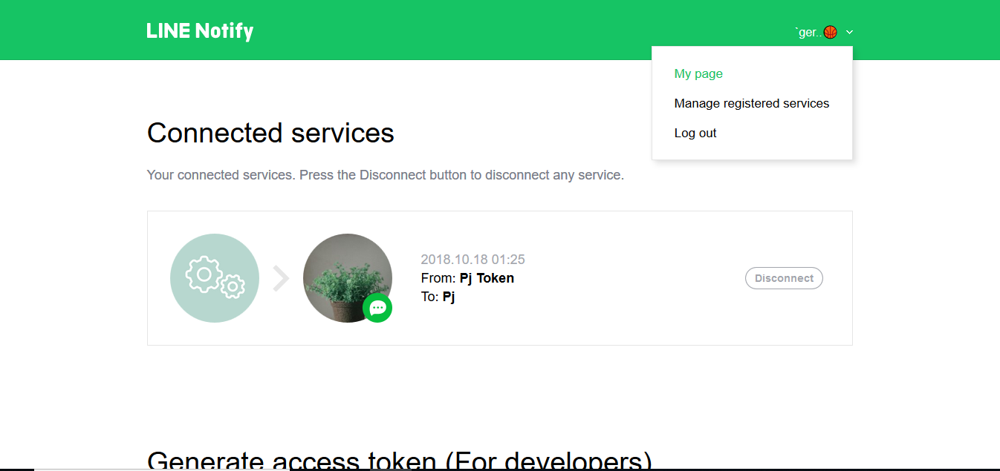 LINE Notify
`ger..🏀
My page
Manage registered services
Log out
Connected services
Your connected services. Press the Disconnect button to disconnect any service.
2018.10.18 01:25
From: Pj Token
To: Pj
Disconnect
Generate access token (For developers)